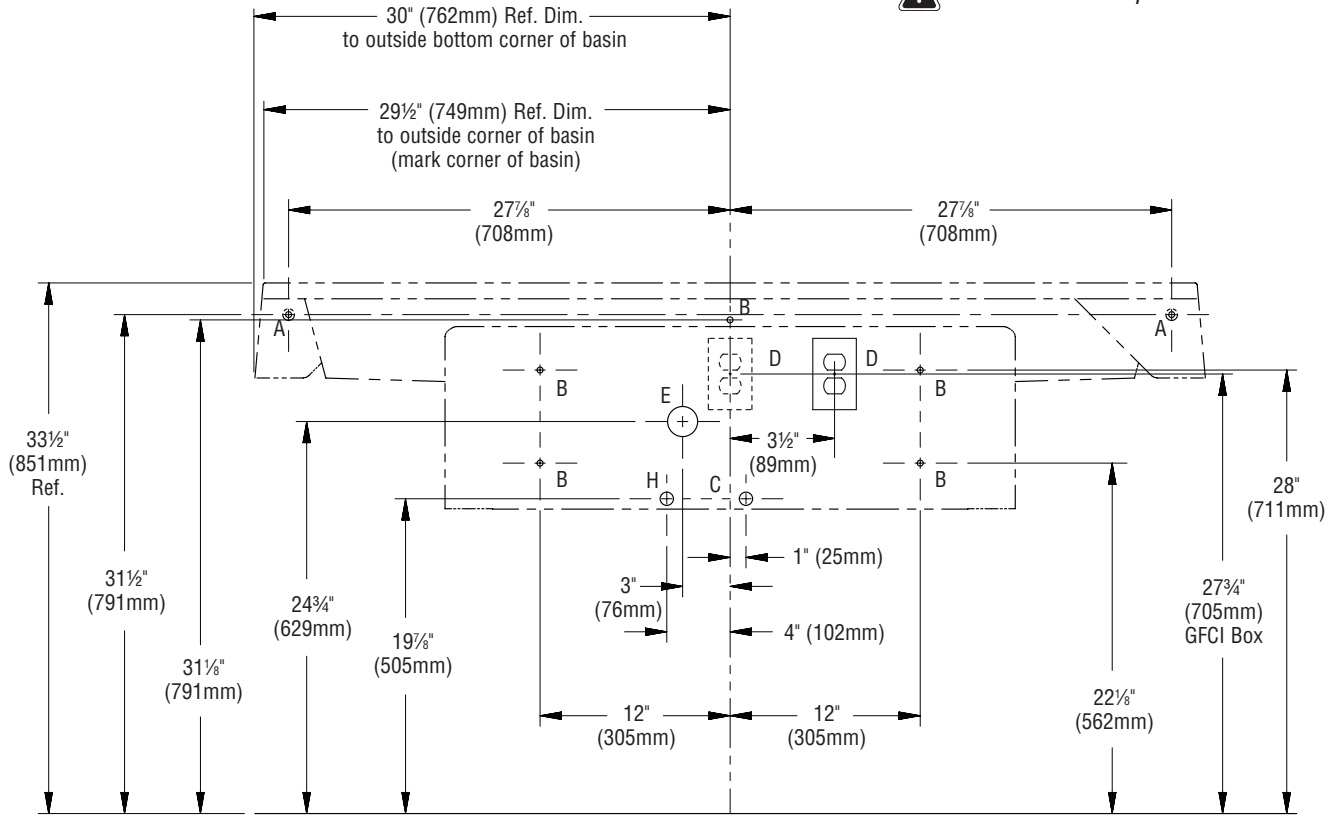 30" (762mm) Ref. Dim.
to outside bottom corner of basin
29½" (749mm) Ref. Dim.
to outside corner of basin
(mark corner of basin)
27⅞"
(708mm)
27⅞"
(708mm)
B
A
A
D
D
B
B
E
3½"
(89mm)
33½"
(851mm)
Ref.
B
B
H
C
28"
(711mm)
1" (25mm)
31½"
(791mm)
24¾"
(629mm)
3"
(76mm)
27¾"
(705mm)
GFCI Box
19⅞"
(505mm)
4" (102mm)
31⅛"
(791mm)
22⅛"
(562mm)
12"
(305mm)
12"
(305mm)